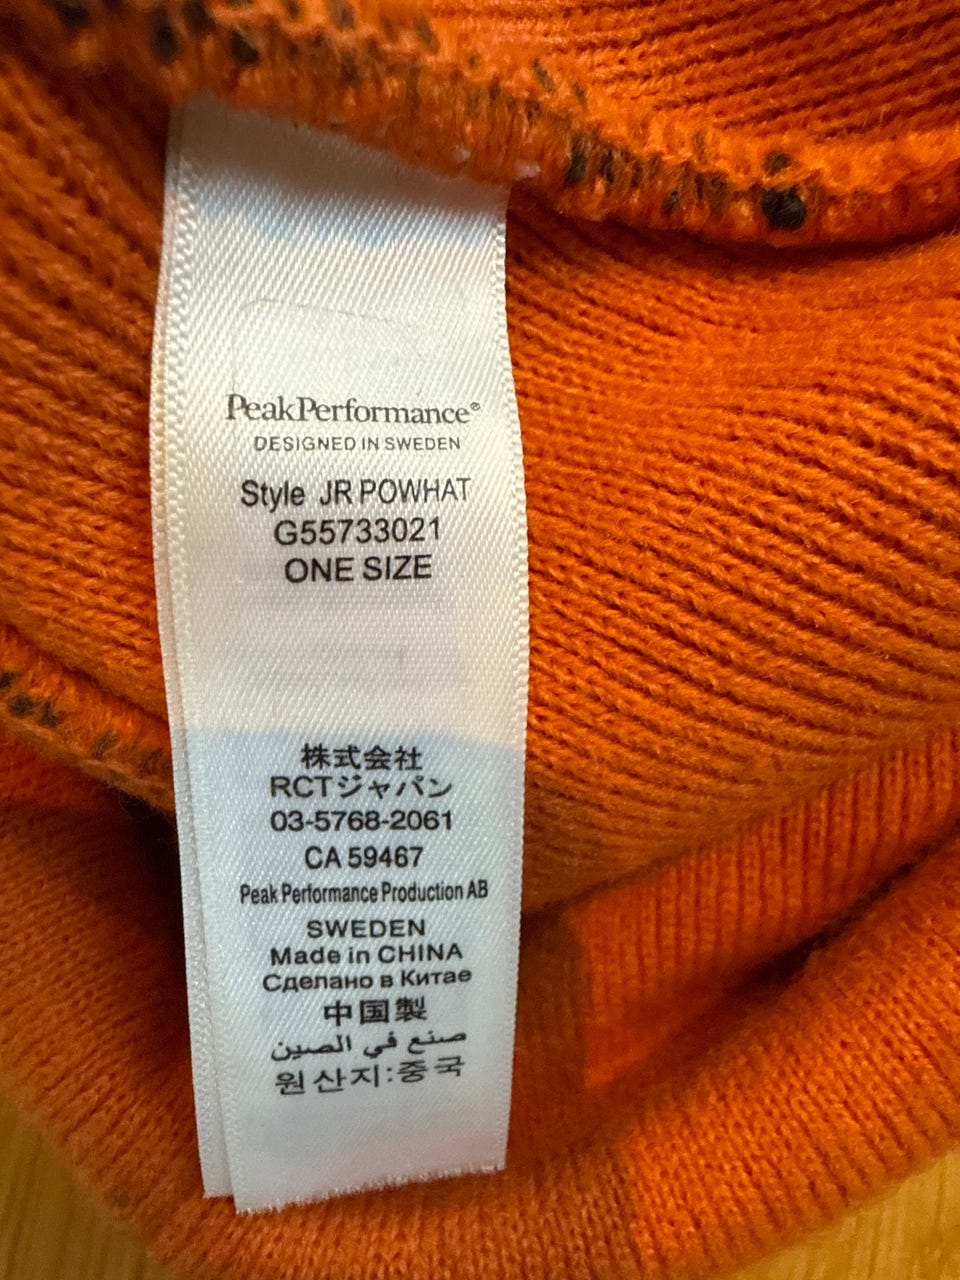 PeakPerformance®
DESIGNED IN SWEDEN
Style JR POWHAT
G55733021
ONE SIZE
株式会社
RCTジャパン
03-5768-2061
CA 59467
Peak Performance Production AB
SWEDEN
Made in CHINA
Сделано в Китае
中国製
صنع في الصين
원산지:중국